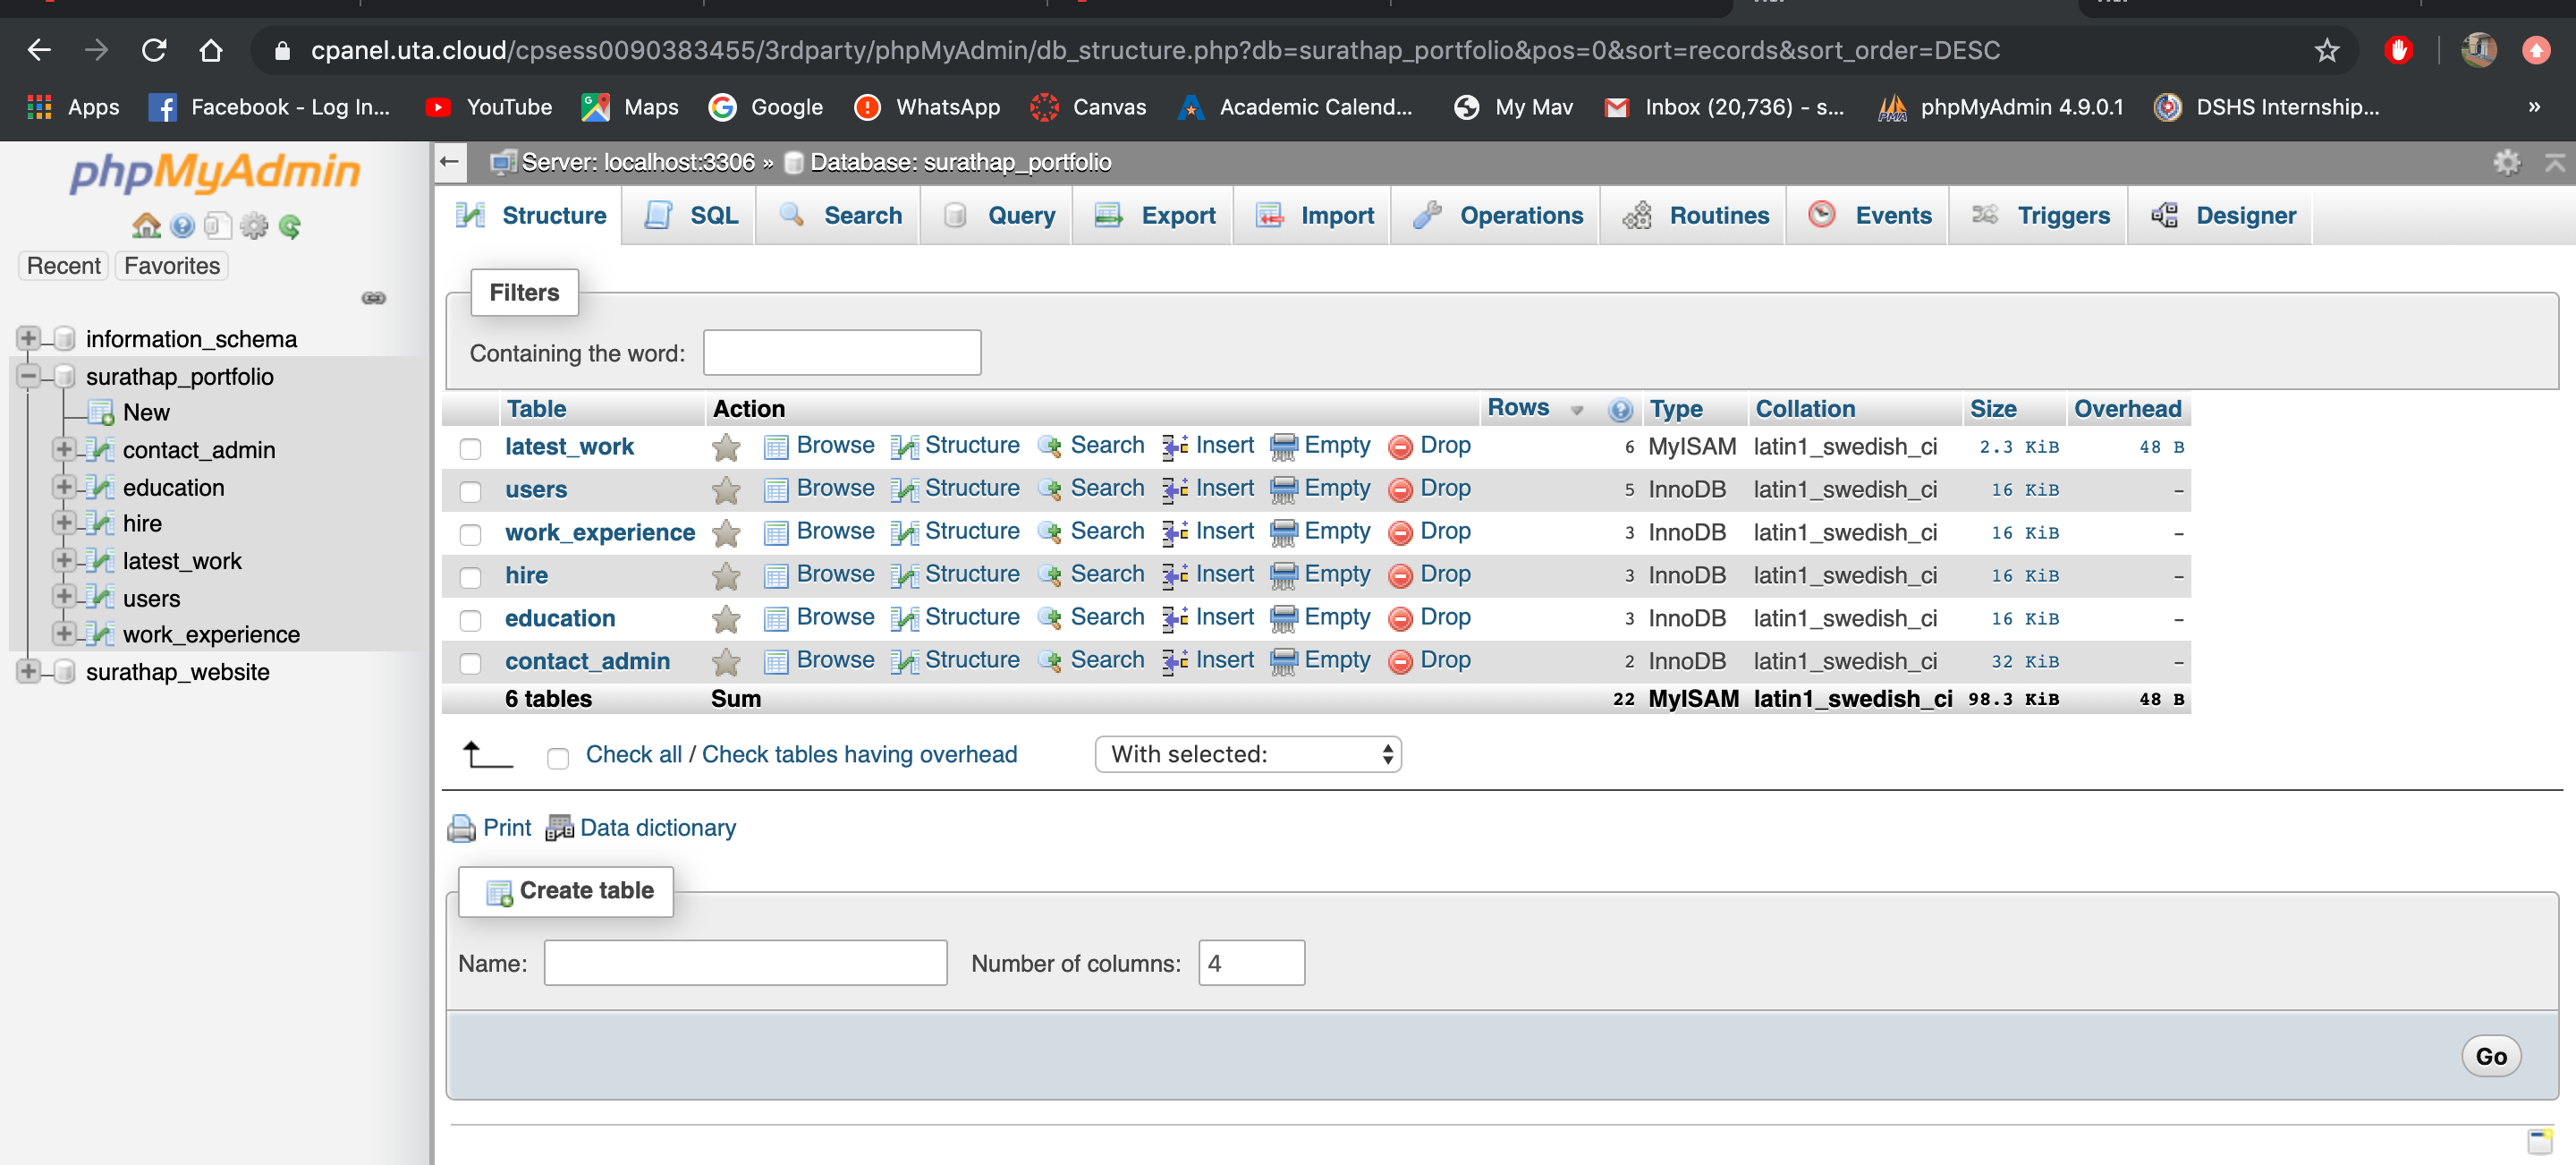 cpanel.uta.cloud/cpsess0090383455/3rdparty/phpMyAdmin/db_structure.php?db=surathap_portfolio&pos=0&sort=records&sort_order=DESC
Apps Facebook - Log In... YouTube Maps Google WhatsApp Canvas Academic Calend... My Mav Inbox (20,736) - s... phpMyAdmin 4.9.0.1 DSHS Internship... »
phpMyAdmin
Recent Favorites
information_schema
surathap_portfolio
New
contact_admin
education
hire
latest_work
users
work_experience
surathap_website
Server: localhost:3306 » Database: surathap_portfolio
Structure SQL Search Query Export Import Operations Routines Events Triggers Designer
Filters
Containing the word:
Table Action Rows Type Collation Size Overhead
latest_work Browse Structure Search Insert Empty Drop 6 MyISAM latin1_swedish_ci 2.3 KiB 48 B
users Browse Structure Search Insert Empty Drop 5 InnoDB latin1_swedish_ci 16 KiB -
work_experience Browse Structure Search Insert Empty Drop 3 InnoDB latin1_swedish_ci 16 KiB -
hire Browse Structure Search Insert Empty Drop 3 InnoDB latin1_swedish_ci 16 KiB -
education Browse Structure Search Insert Empty Drop 3 InnoDB latin1_swedish_ci 16 KiB -
contact_admin Browse Structure Search Insert Empty Drop 2 InnoDB latin1_swedish_ci 32 KiB -
6 tables Sum 22 MyISAM latin1_swedish_ci 98.3 KiB 48 B
Check all / Check tables having overhead With selected:
Print Data dictionary
Create table
Name: Number of columns: 4
Go